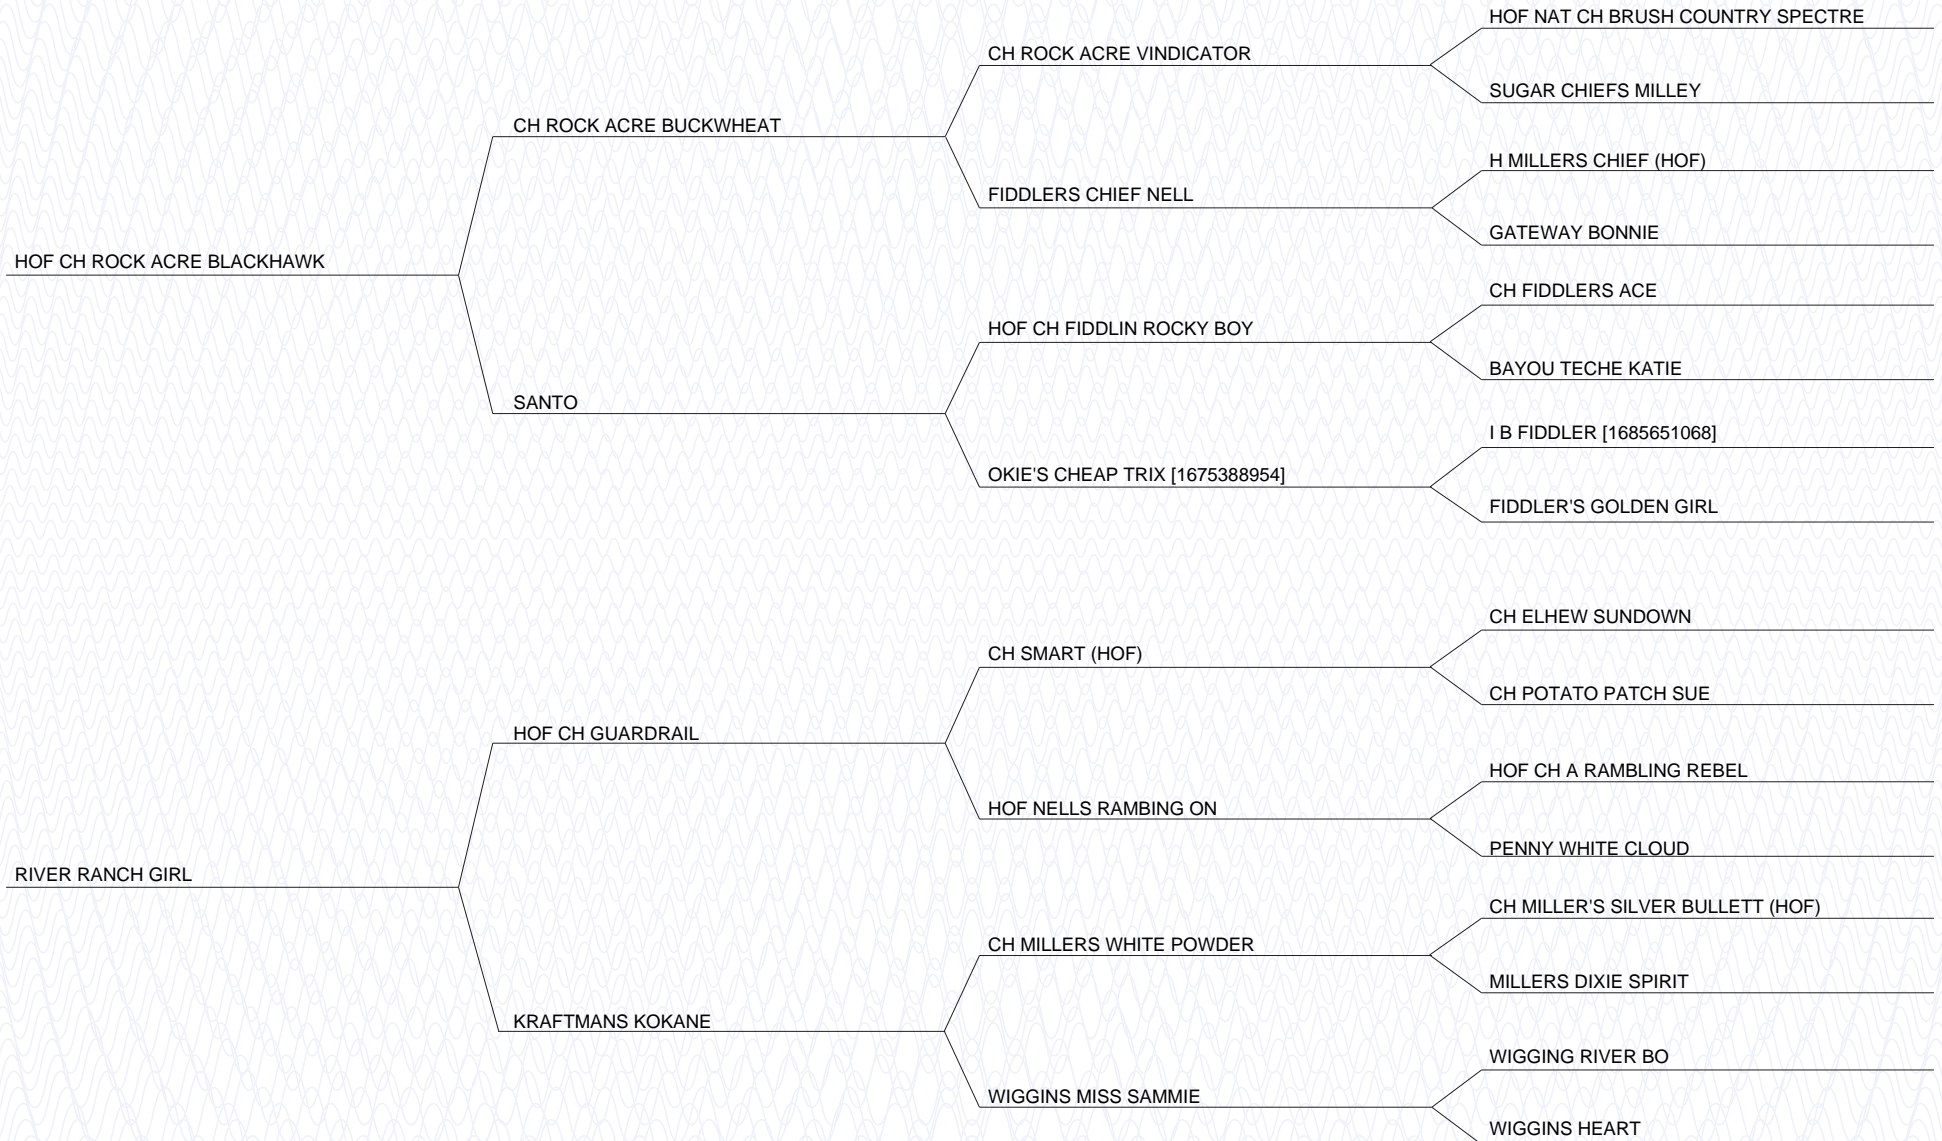 HOF NAT CH BRUSH COUNTRY SPECTRE
CH ROCK ACRE VINDICATOR
SUGAR CHIEFS MILLEY
CH ROCK ACRE BUCKWHEAT
H MILLERS CHIEF (HOF)
FIDDLERS CHIEF NELL
GATEWAY BONNIE
HOF CH ROCK ACRE BLACKHAWK
CH FIDDLERS ACE
HOF CH FIDDLIN ROCKY BOY
BAYOU TECHE KATIE
SANTO
I B FIDDLER [1685651068]
OKIE'S CHEAP TRIX [1675388954]
FIDDLER'S GOLDEN GIRL
CH ELHEW SUNDOWN
CH SMART (HOF)
CH POTATO PATCH SUE
HOF CH GUARDRAIL
HOF CH A RAMBLING REBEL
HOF NELLS RAMBING ON
PENNY WHITE CLOUD
RIVER RANCH GIRL
CH MILLER'S SILVER BULLETT (HOF)
CH MILLERS WHITE POWDER
MILLERS DIXIE SPIRIT
KRAFTMANS KOKANE
WIGGING RIVER BO
WIGGINS MISS SAMMIE
WIGGINS HEART